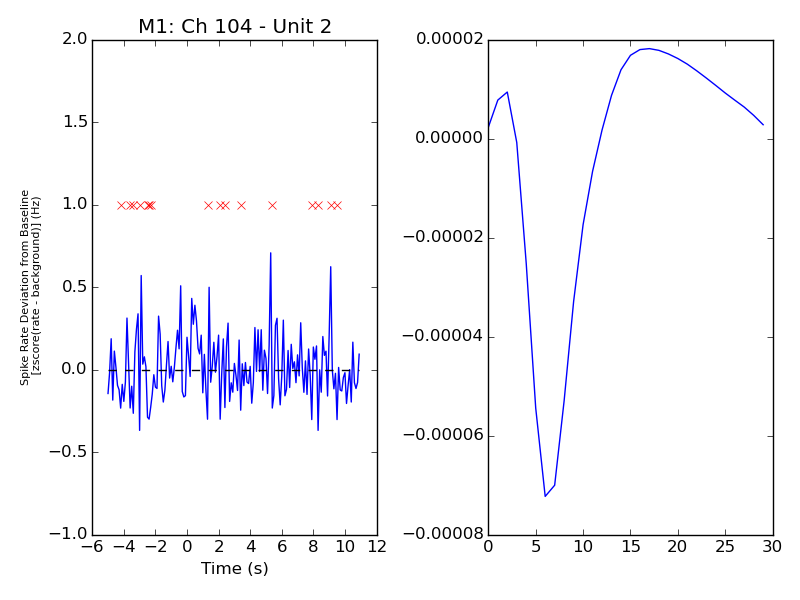 M1: Ch 104 - Unit 2
2.0
1.5
1.0
0.5
0.0
−0.5
−1.0
Spike Rate Deviation from Baseline
[zscore(rate - background)] (Hz)
−6 −4 −2 0 2 4 6 8 10 12
Time (s)
0.00002
0.00000
−0.00002
−0.00004
−0.00006
−0.00008
0 5 10 15 20 25 30